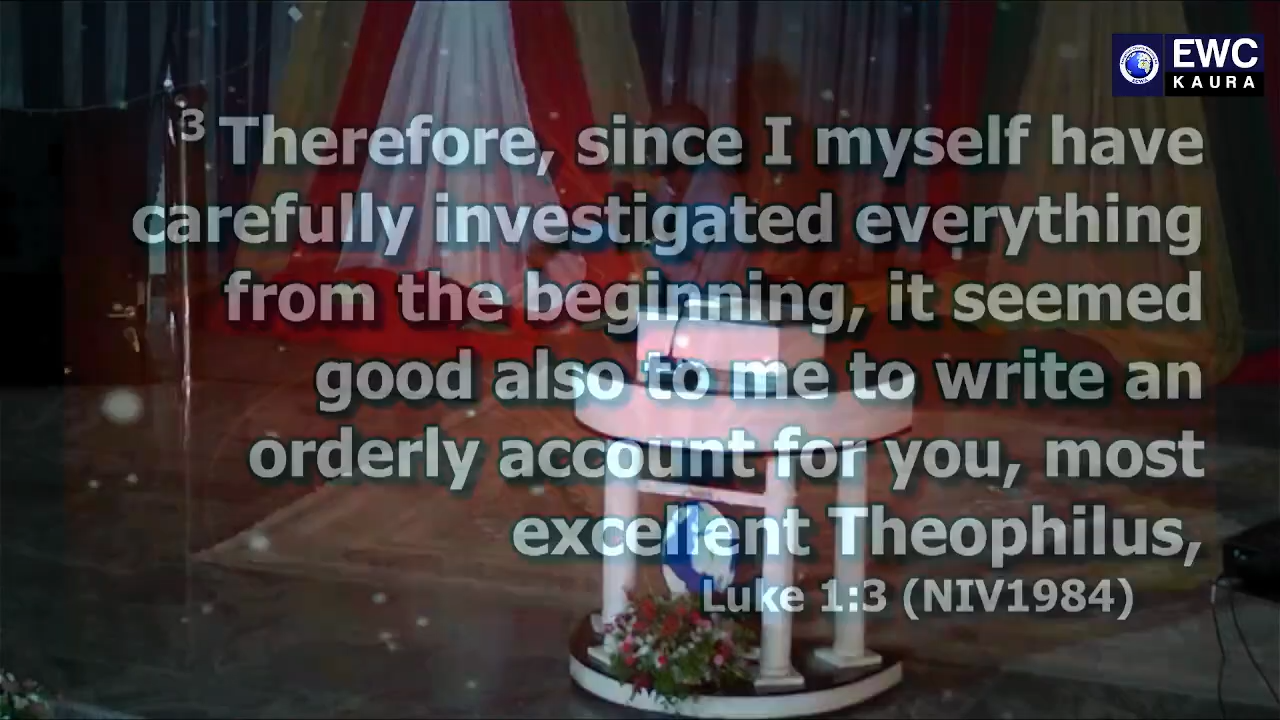 EWC
KAURA
3 Therefore, since I myself have
carefully investigated everything
from the beginning, it seemed
good also to me to write an
orderly account for you, most
excellent Theophilus,
Luke 1:3 (NIV1984)